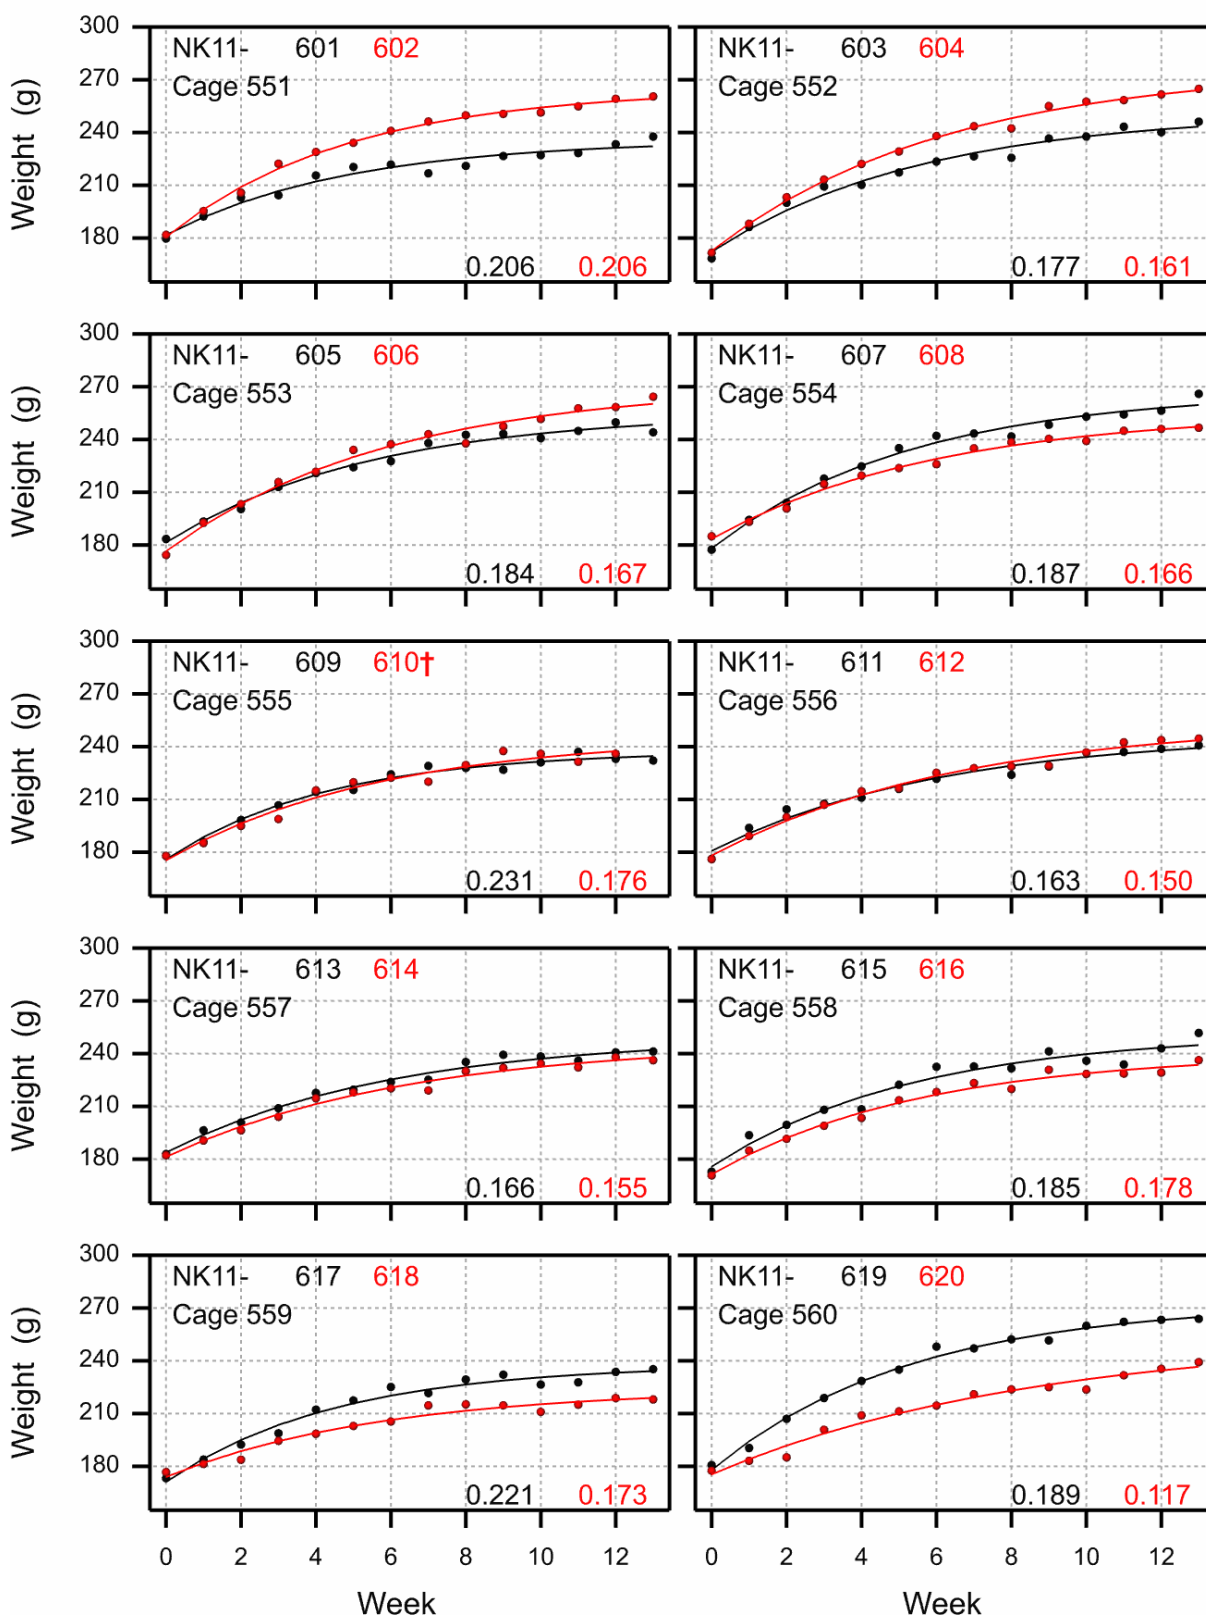 300
270
240
210
180
Weight (g)
NK11- 601 602
Cage 551
0.206 0.206
NK11- 603 604
Cage 552
0.177 0.161
300
270
240
210
180
Weight (g)
NK11- 605 606
Cage 553
0.184 0.167
NK11- 607 608
Cage 554
0.187 0.166
300
270
240
210
180
Weight (g)
NK11- 609 610†
Cage 555
0.231 0.176
NK11- 611 612
Cage 556
0.163 0.150
300
270
240
210
180
Weight (g)
NK11- 613 614
Cage 557
0.166 0.155
NK11- 615 616
Cage 558
0.185 0.178
300
270
240
210
180
Weight (g)
NK11- 617 618
Cage 559
0.221 0.173
NK11- 619 620
Cage 560
0.189 0.117
0 2 4 6 8 10 12
0 2 4 6 8 10 12
Week
Week